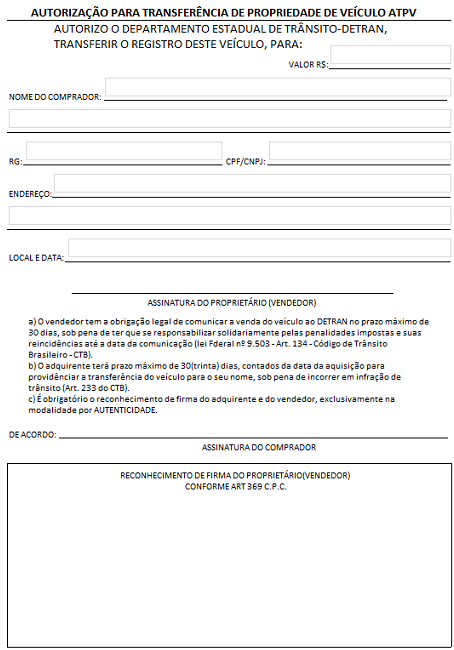 AUTORIZAÇÃO PARA TRANSFERÊNCIA DE PROPRIEDADE DE VEÍCULO ATPV
AUTORIZO O DEPARTAMENTO ESTADUAL DE TRÂNSITO-DETRAN,
TRANSFERIR O REGISTRO DESTE VEÍCULO, PARA:
VALOR R$:
NOME DO COMPRADOR:
RG: CPF/CNPJ:
ENDEREÇO:
LOCAL E DATA:
ASSINATURA DO PROPRIETÁRIO (VENDEDOR)
a) O vendedor tem a obrigação legal de comunicar a venda do veículo ao DETRAN no prazo máximo de
30 dias, sob pena de ter que se responsabilizar solidariamente pelas penalidades impostas e suas
reincidências até a data da comunicação (lei Fderal nº 9.503 - Art. 134 - Código de Trânsito
Brasileiro - CTB).
b) O adquirente terá prazo máximo de 30(trinta) dias, contados da data da aquisição para
providênciar a transferência do veículo para o seu nome, sob pena de incorrer em infração de
trânsito (Art. 233 do CTB).
c) É obrigatório o reconhecimento de firma do adquirente e do vendedor, exclusivamente na
modalidade por AUTENTICIDADE.
DE ACORDO:
ASSINATURA DO COMPRADOR
RECONHECIMENTO DE FIRMA DO PROPRIETÁRIO(VENDEDOR)
CONFORME ART 369 C.P.C.